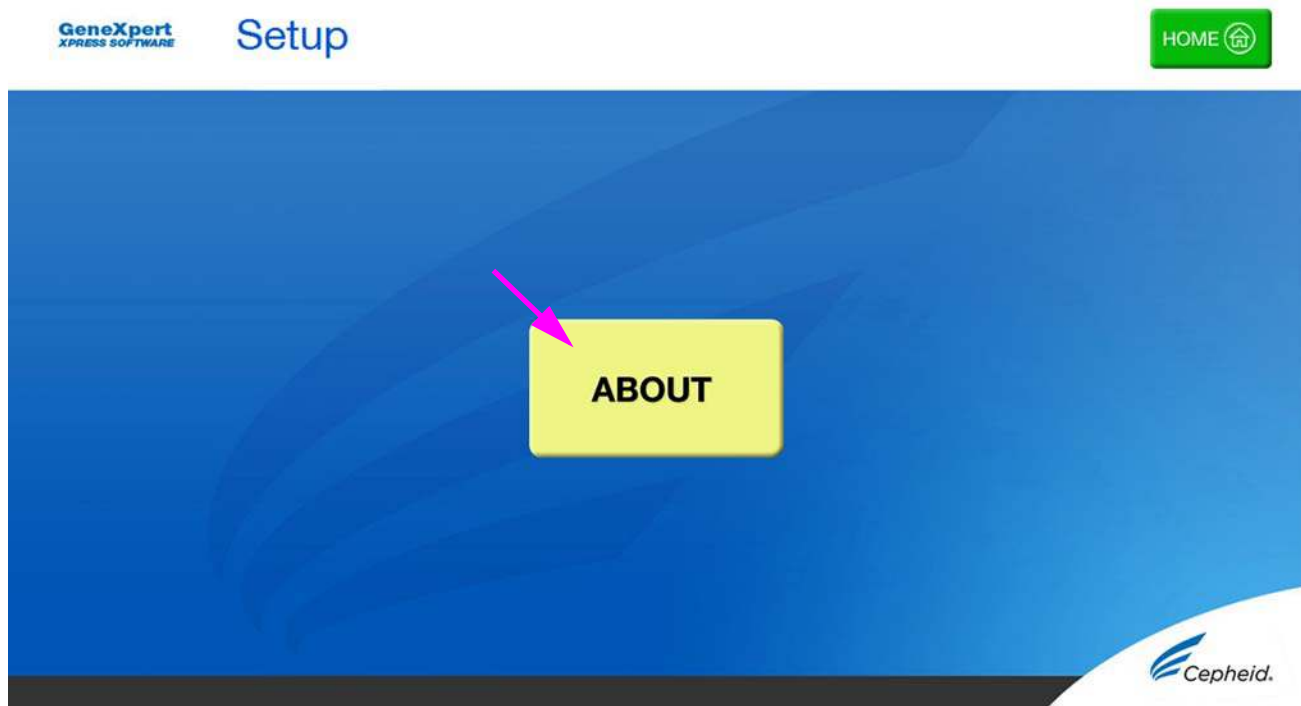 GeneXpert
XPRESS SOFTWARE
Setup
HOME
ABOUT
Cepheid.